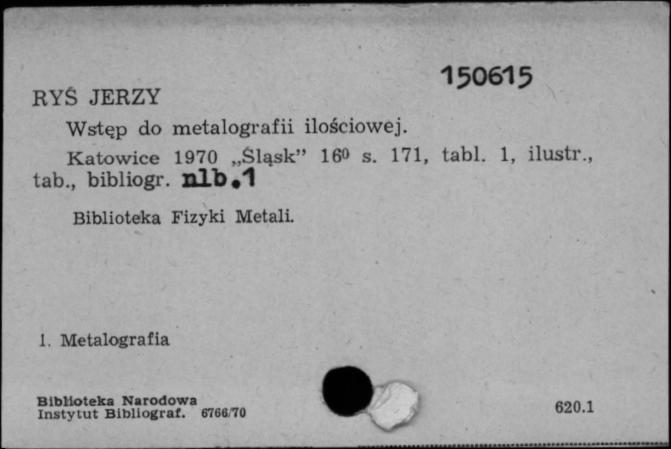 150615
RYŚ JERZY
Wstęp do metalografii ilościowej.
Katowice 1970 „Śląsk” 16⁰ s. 171, tabl. 1, ilustr.,
tab., bibliogr. nlb.1
Biblioteka Fizyki Metali.
1. Metalografia
Biblioteka Narodowa
Instytut Bibliograf. 6766/70
620.1